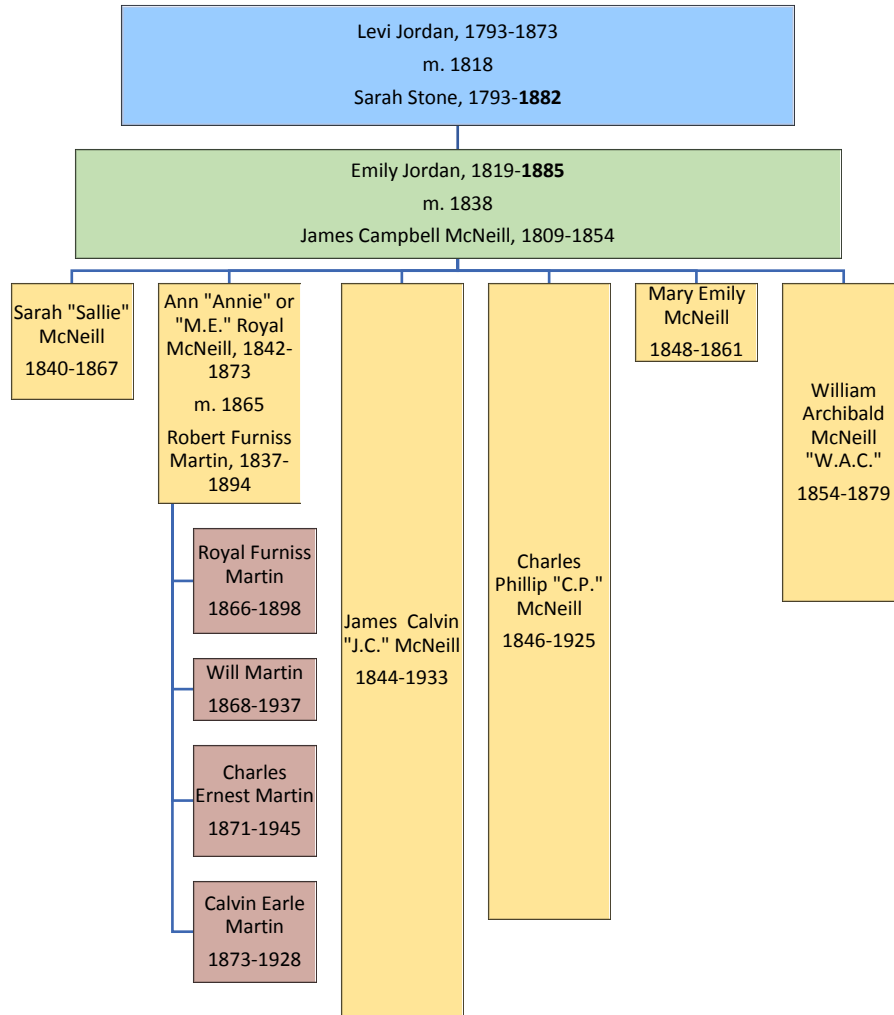 Levi Jordan, 1793-1873
m. 1818
Sarah Stone, 1793-1882
Emily Jordan, 1819-1885
m. 1838
James Campbell McNeill, 1809-1854
Sarah "Sallie"
McNeill
1840-1867
Ann "Annie" or
"M.E." Royal
McNeill, 1842-
1873
m. 1865
Robert Furniss
Martin, 1837-
1894
Royal Furniss
Martin
1866-1898
Will Martin
1868-1937
Charles
Ernest Martin
1871-1945
Calvin Earle
Martin
1873-1928
James  Calvin
"J.C." McNeill
1844-1933
Charles
Phillip "C.P."
McNeill
1846-1925
Mary Emily
McNeill
1848-1861
William
Archibald
McNeill
"W.A.C."
1854-1879